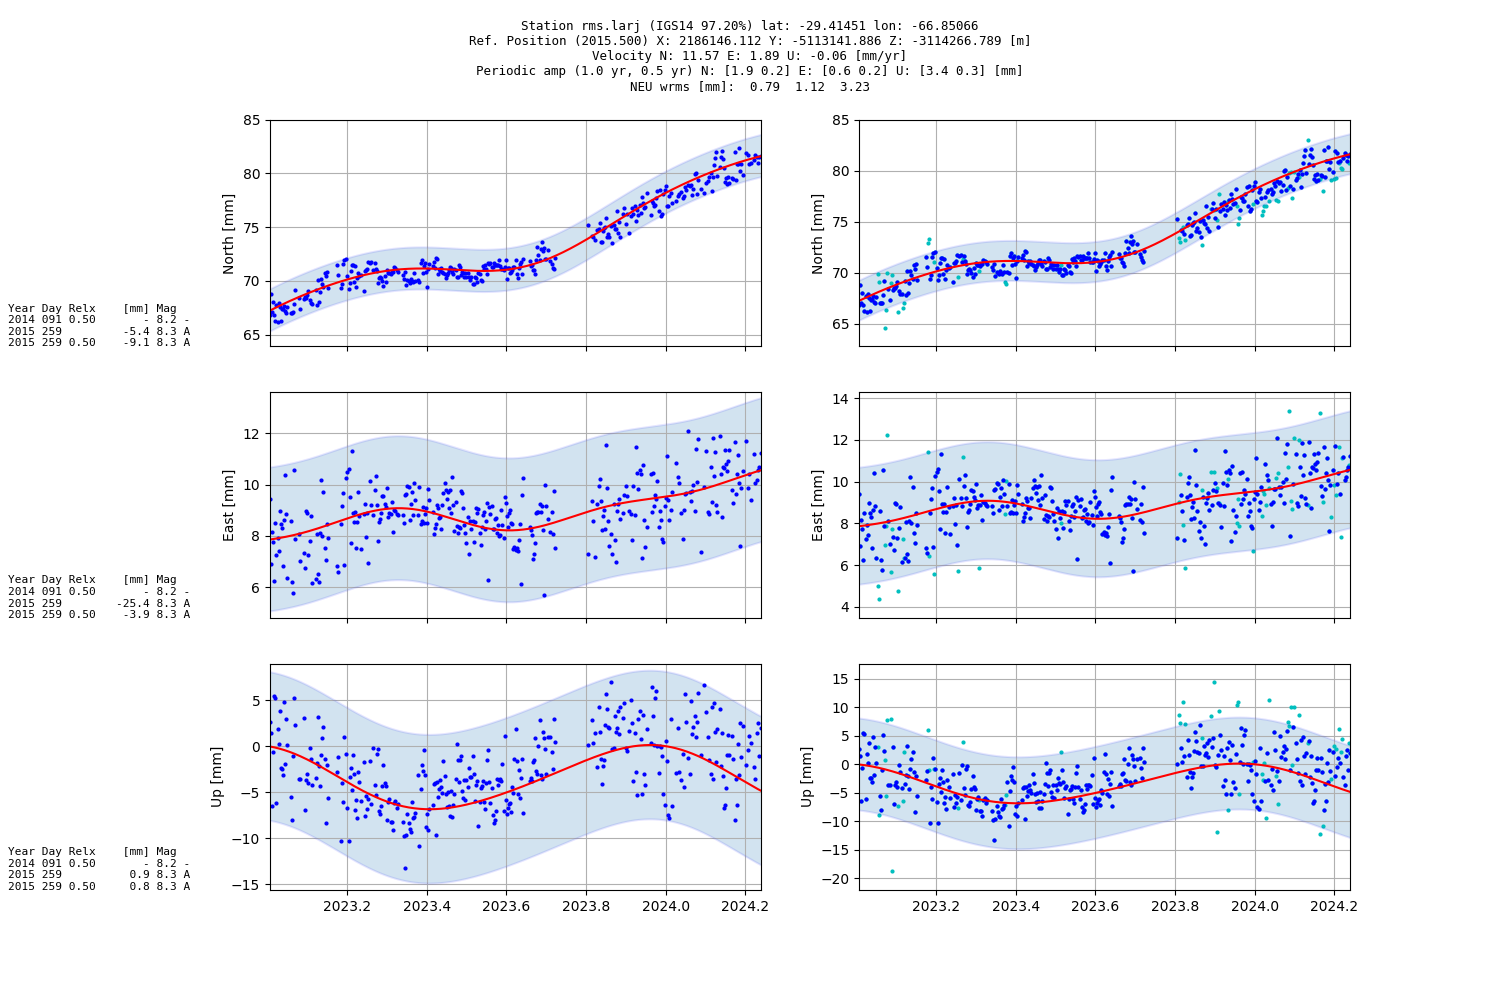 Station rms.larj (IGS14 97.20%) lat: -29.41451 lon: -66.85066
Ref. Position (2015.500) X: 2186146.112 Y: -5113141.886 Z: -3114266.789 [m]
Velocity N: 11.57 E: 1.89 U: -0.06 [mm/yr]
Periodic amp (1.0 yr, 0.5 yr) N: [1.9 0.2] E: [0.6 0.2] U: [3.4 0.3] [mm]
NEU wrms [mm]:  0.79  1.12  3.23
Year Day Relx    [mm] Mag
2014 091 0.50       - 8.2 -
2015 259         -5.4 8.3 A
2015 259 0.50    -9.1 8.3 A
North [mm]
85
80
75
70
65
North [mm]
85
80
75
70
65
Year Day Relx    [mm] Mag
2014 091 0.50       - 8.2 -
2015 259        -25.4 8.3 A
2015 259 0.50    -3.9 8.3 A
East [mm]
12
10
8
6
East [mm]
14
12
10
8
6
4
Year Day Relx    [mm] Mag
2014 091 0.50       - 8.2 -
2015 259          0.9 8.3 A
2015 259 0.50     0.8 8.3 A
Up [mm]
5
0
−5
−10
−15
2023.2 2023.4 2023.6 2023.8 2024.0 2024.2
Up [mm]
15
10
5
0
−5
−10
−15
−20
2023.2 2023.4 2023.6 2023.8 2024.0 2024.2